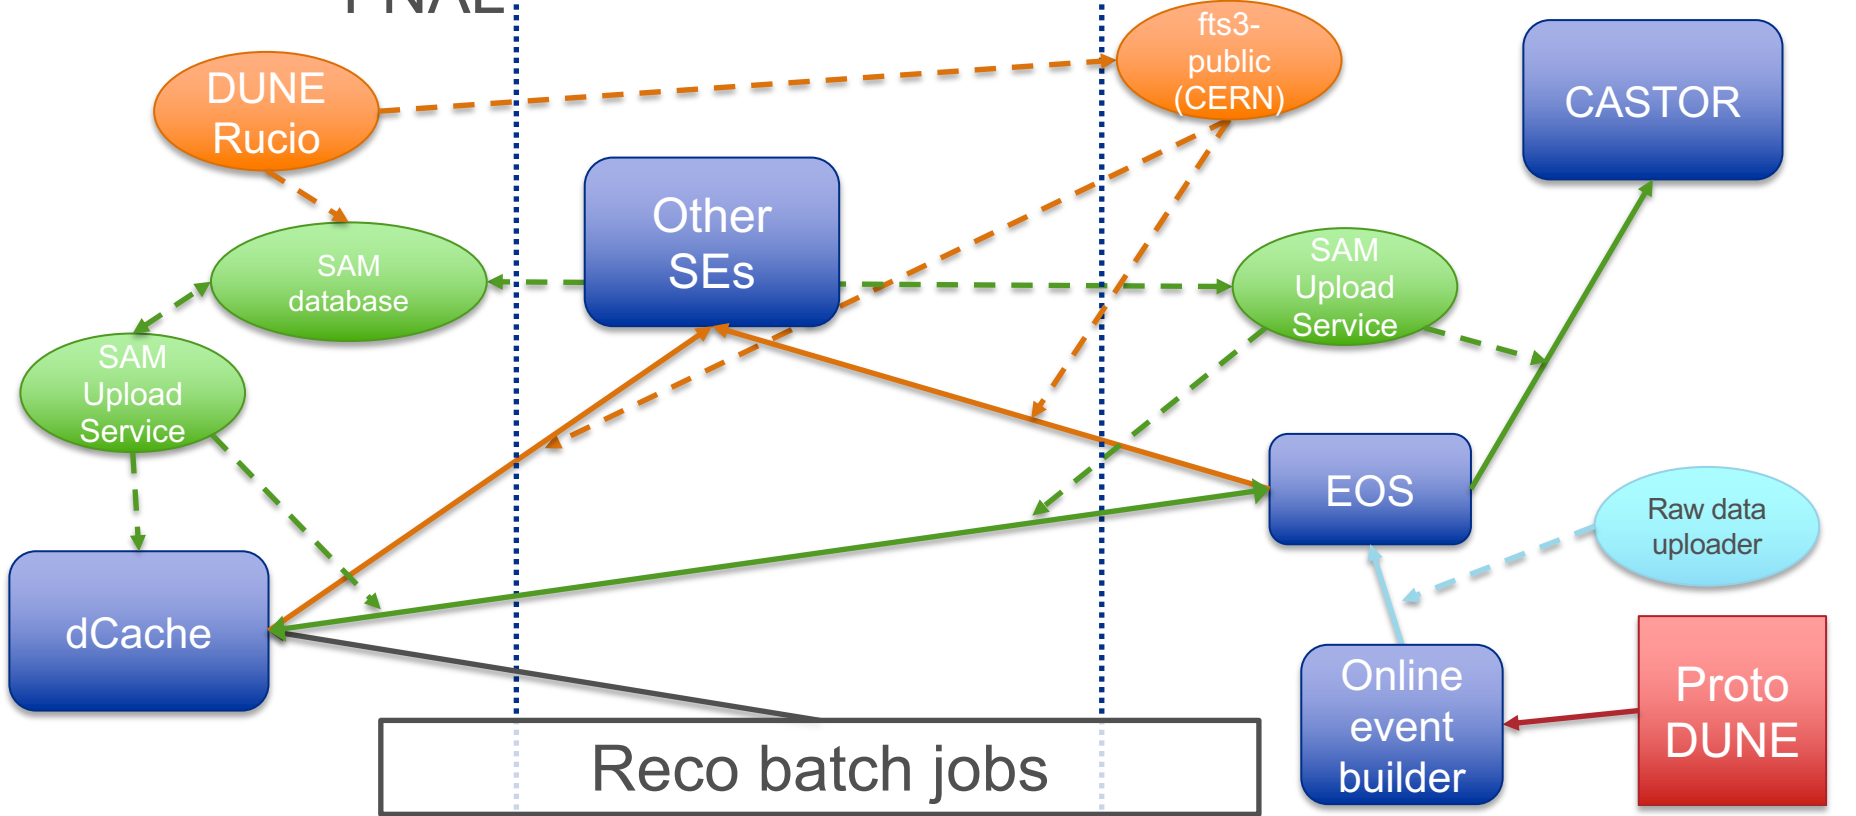 FNAL
fts3-
public
(CERN)
DUNE
Rucio
CASTOR
Other
SEs
SAM
database
SAM
Upload
Service
SAM
Upload
Service
EOS
Raw data
uploader
dCache
Online
event
builder
Proto
DUNE
Reco batch jobs